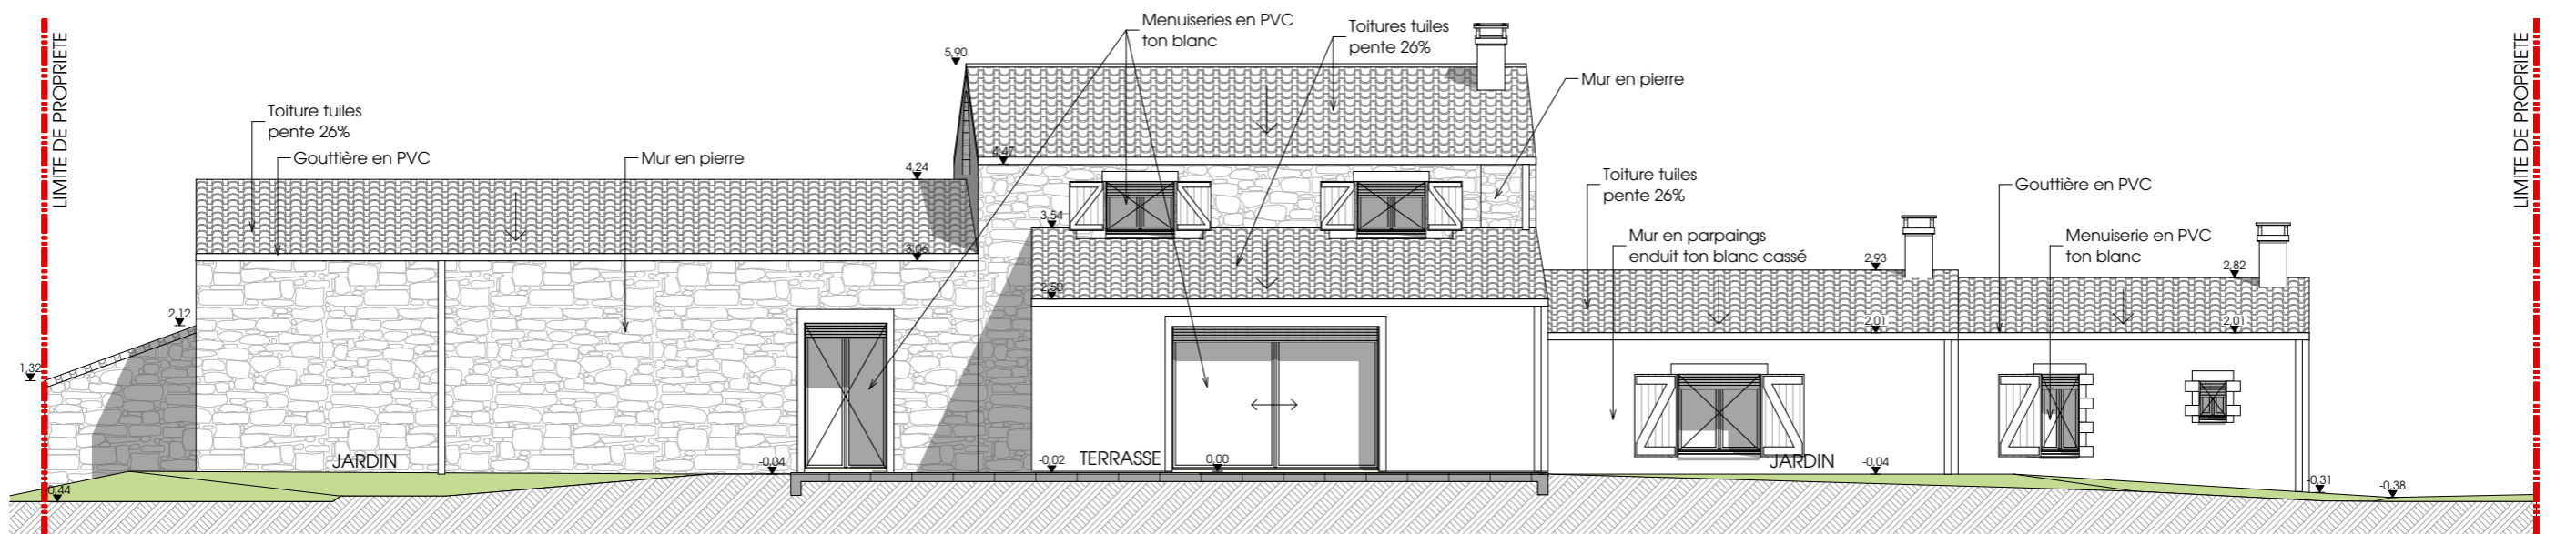 LIMITE DE PROPRIETE
Menuiseries en PVC
ton blanc
Toitures tuiles
pente 26%
LIMITE DE PROPRIETE
5,90
Mur en pierre
Toiture tuiles
pente 26%
Gouttière en PVC
Mur en pierre
4,24
4,47
Toiture tuiles
pente 26%
Gouttière en PVC
3,54
Mur en parpaings
enduit ton blanc cassé
Menuiserie en PVC
ton blanc
3,06
2,93
2,82
2,50
2,12
2,01
2,01
1,32
JARDIN
-0,04
-0,02
TERRASSE
0,00
JARDIN
-0,04
-0,44
-0,31
-0,38